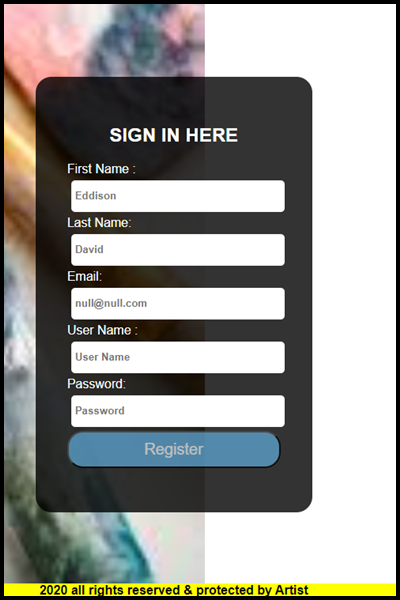 SIGN IN HERE
First Name :
Eddison
Last Name:
David
Email:
null@null.com
User Name :
User Name
Password:
Password
Register
2020 all rights reserved & protected by Artist